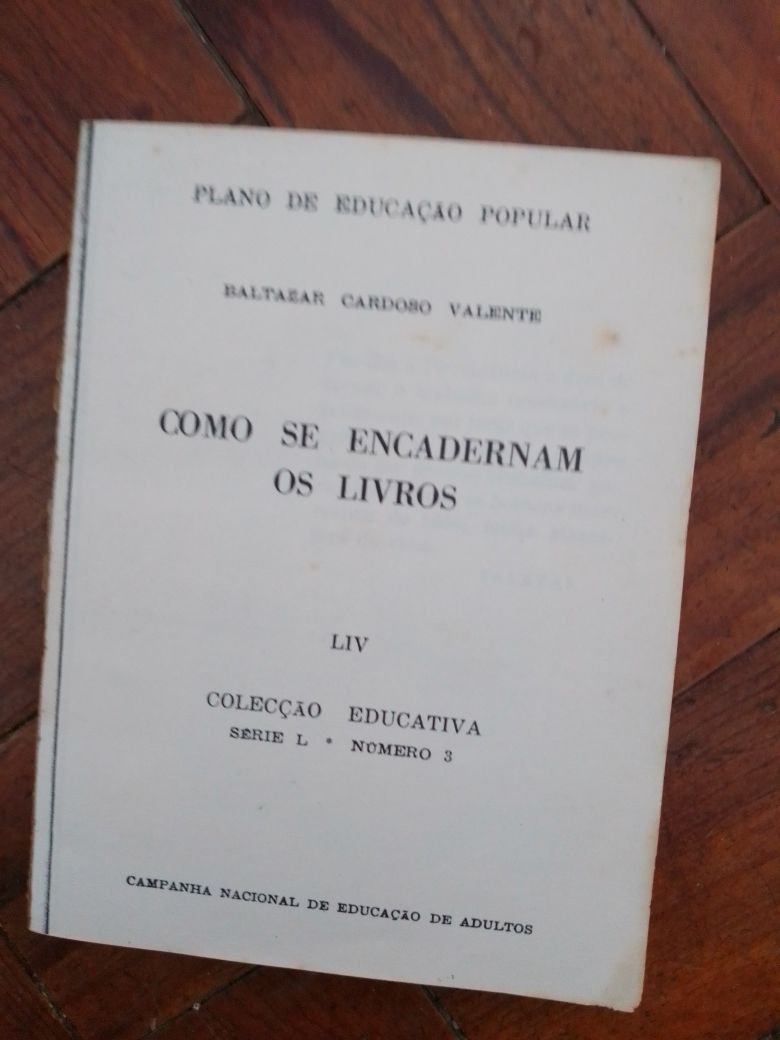 PLANO DE EDUCAÇÃO POPULAR
BALTAZAR CARDOSO VALENTE
COMO SE ENCADERNAM
OS LIVROS
LIV
COLECÇÃO EDUCATIVA
SÉRIE L * NÚMERO 3
CAMPANHA NACIONAL DE EDUCAÇÃO DE ADULTOS